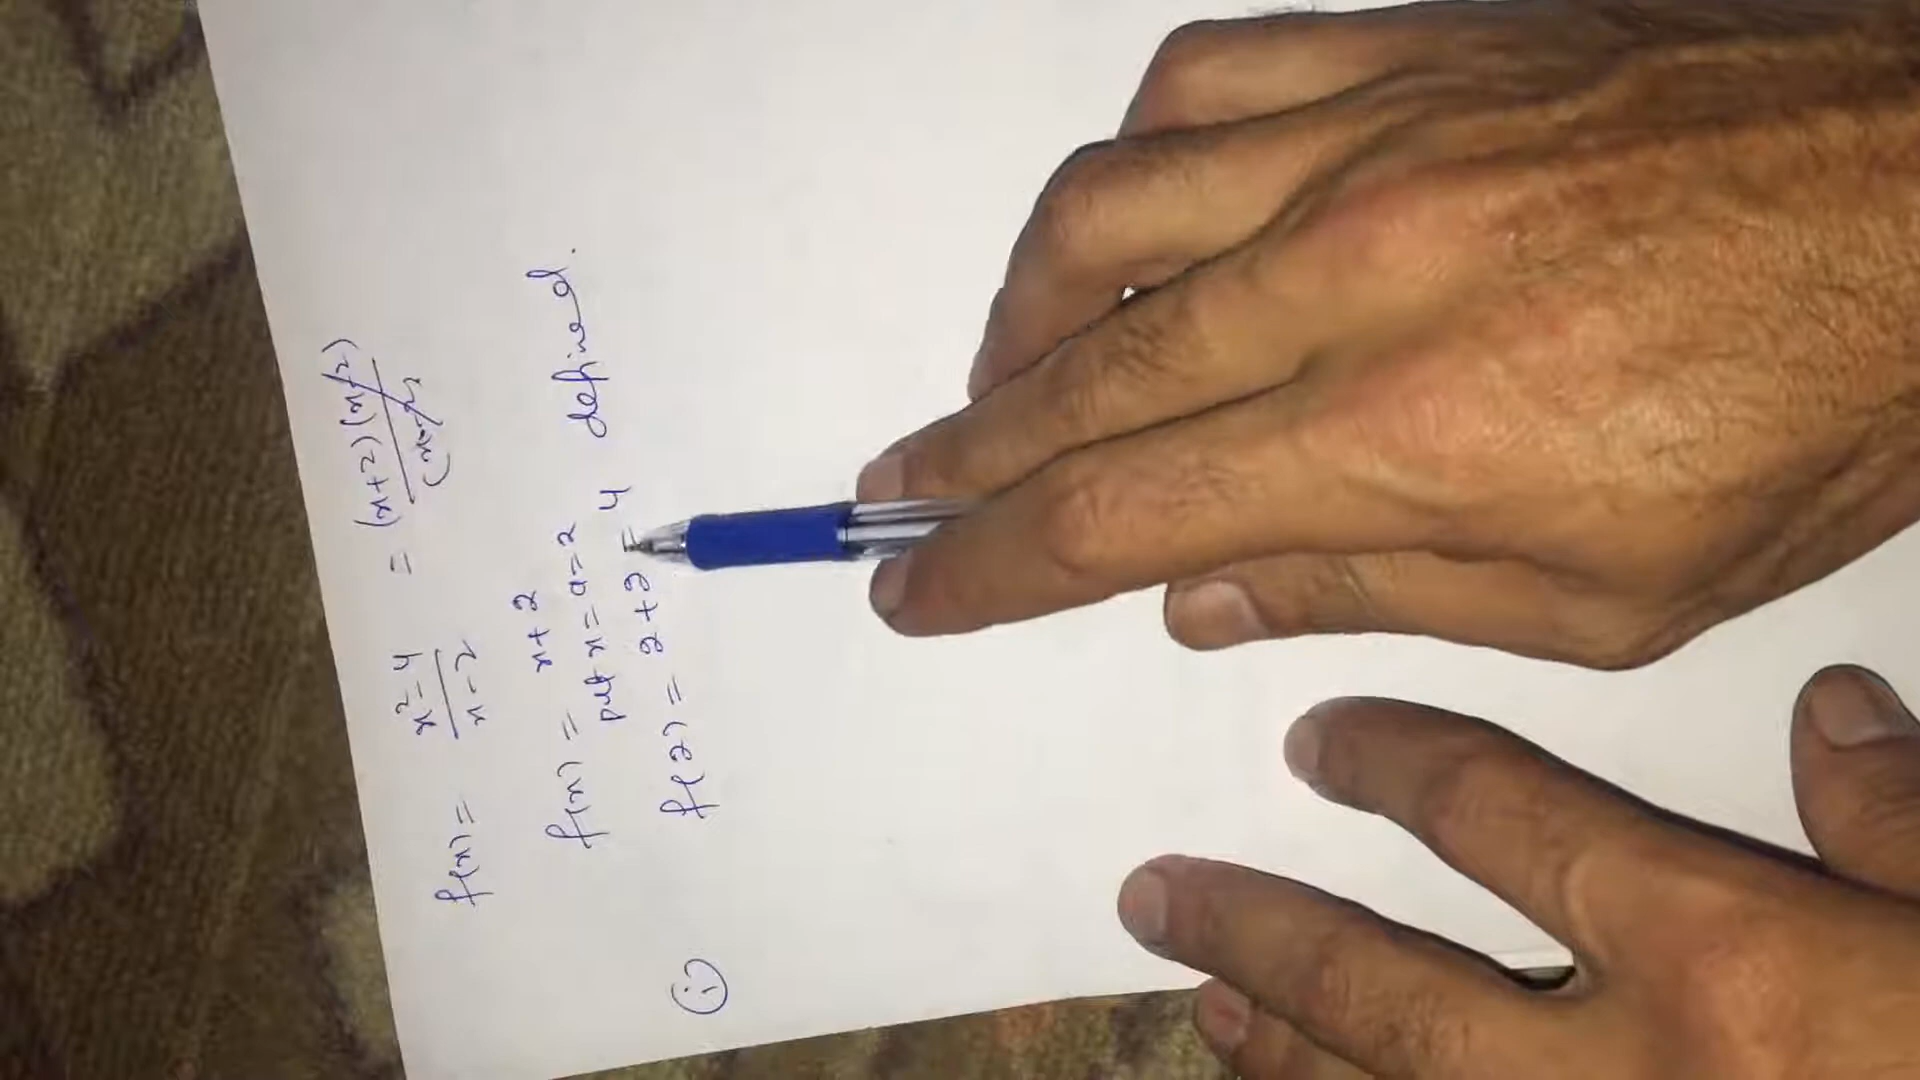 f(x) = x²-4 / x-2 = (x+2)(x-2) / (x-2)
f(x) = x+2
put x = a = 2
(i) f(2) = 2+2 = 4 defined.